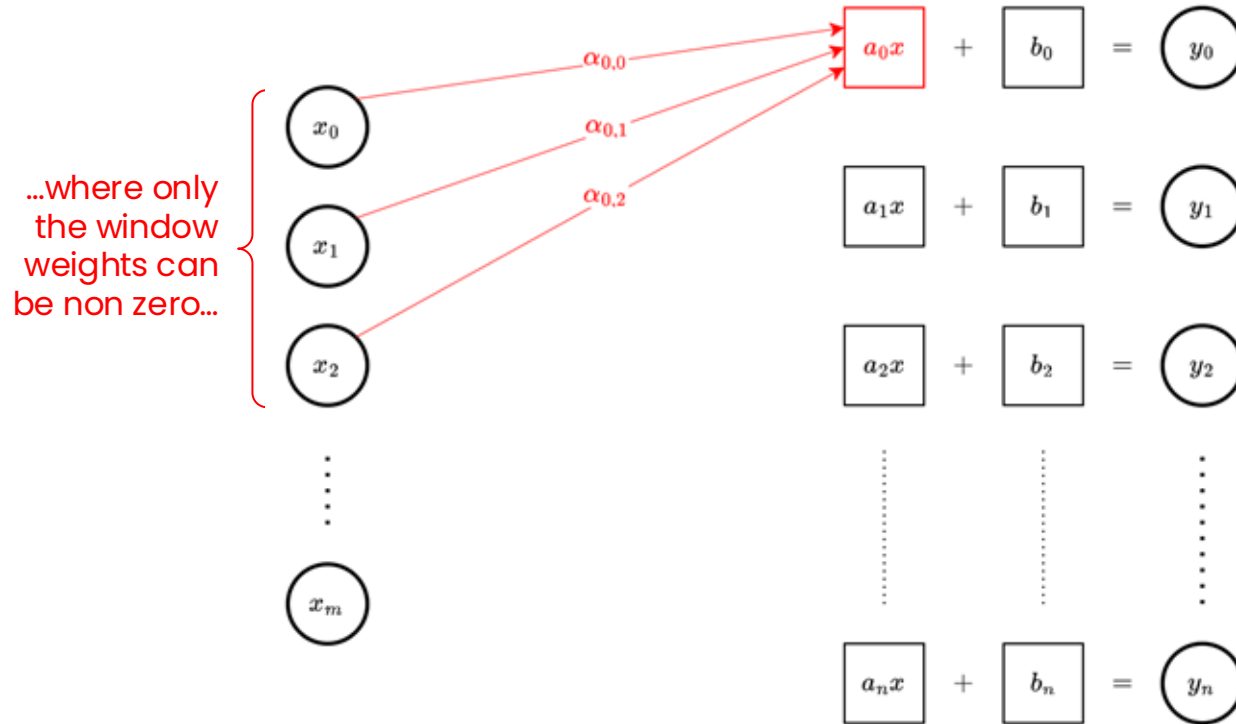 α₀,₀
a₀x + b₀ = y₀
x₀
α₀,₁
...where only
the window
weights can
be non zero...
α₀,₂
a₁x + b₁ = y₁
x₁
x₂
a₂x + b₂ = y₂
xₘ
aₙx + bₙ = yₙ